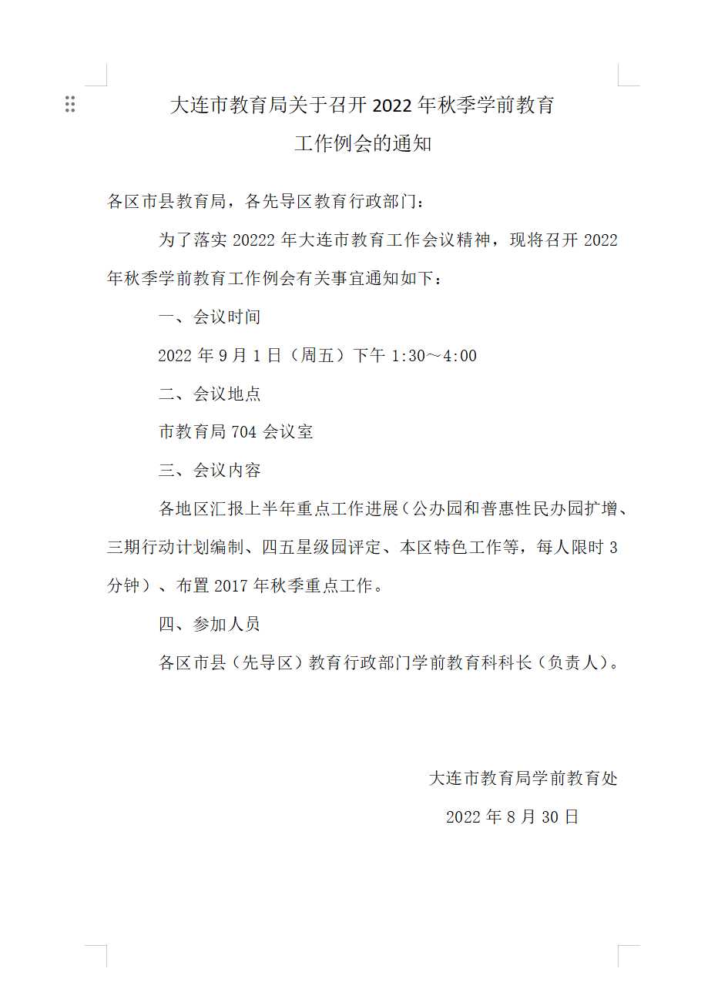 大连市教育局关于召开 2022 年秋季学前教育
工作例会的通知
各区市县教育局，各先导区教育行政部门：
为了落实 20222 年大连市教育工作会议精神，现将召开 2022
年秋季学前教育工作例会有关事宜通知如下：
一、会议时间
2022 年 9 月 1 日（周五）下午 1:30～4:00
二、会议地点
市教育局 704 会议室
三、会议内容
各地区汇报上半年重点工作进展（公办园和普惠性民办园扩增、
三期行动计划编制、四五星级园评定、本区特色工作等，每人限时 3
分钟）、布置 2017 年秋季重点工作。
四、参加人员
各区市县（先导区）教育行政部门学前教育科科长（负责人）。
大连市教育局学前教育处
2022 年 8 月 30 日